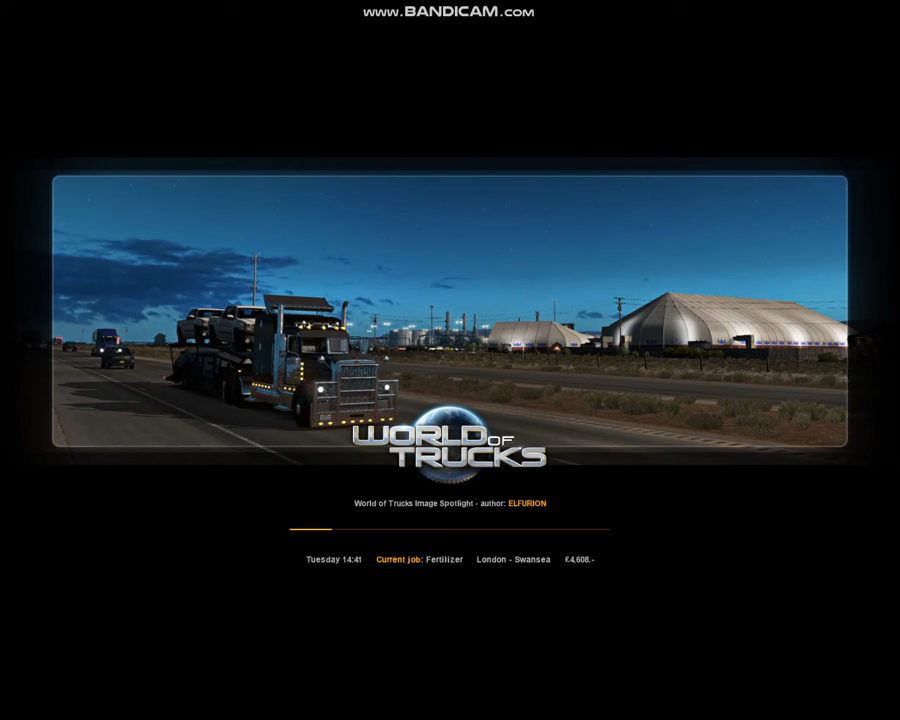 www.BANDICAM.com
WORLD OF
TRUCKS
World of Trucks Image Spotlight - author: ELFURION
Tuesday 14:41 Current job: Fertilizer London - Swansea £4,608.-